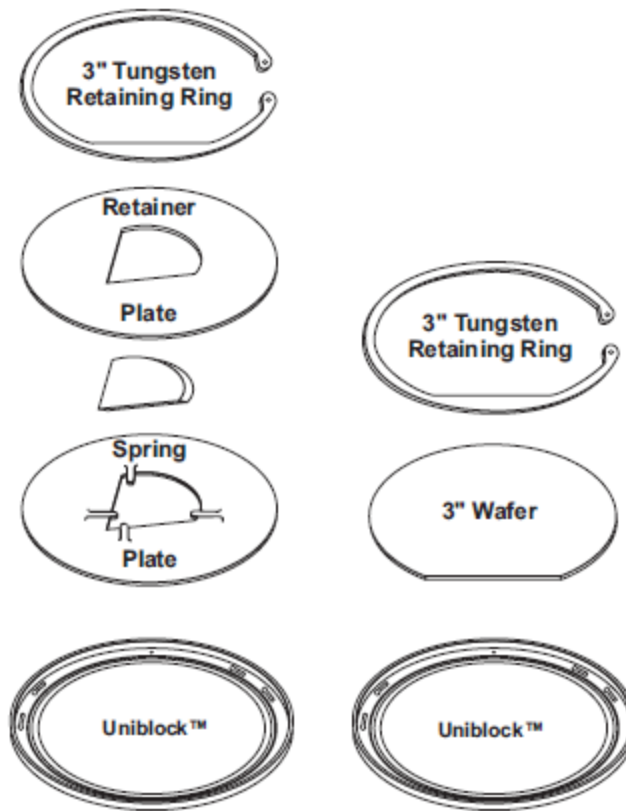 3" Tungsten
Retaining Ring
Retainer
Plate
Spring
Plate
Uniblock™
3" Tungsten
Retaining Ring
3" Wafer
Uniblock™